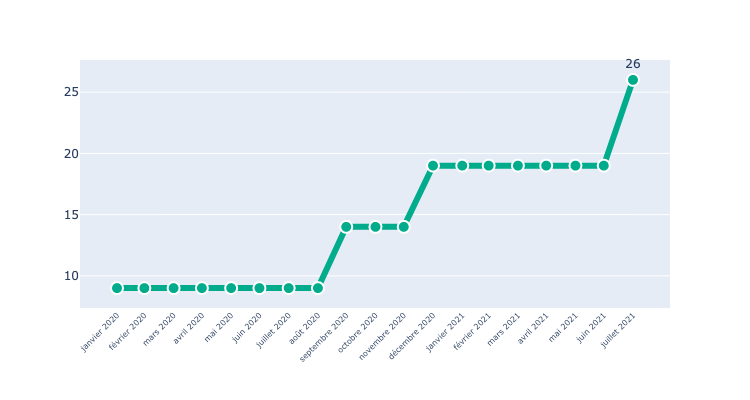 26
25
20
15
10
janvier 2020
février 2020
mars 2020
avril 2020
mai 2020
juin 2020
juillet 2020
août 2020
septembre 2020
octobre 2020
novembre 2020
décembre 2020
janvier 2021
février 2021
mars 2021
avril 2021
mai 2021
juin 2021
juillet 2021